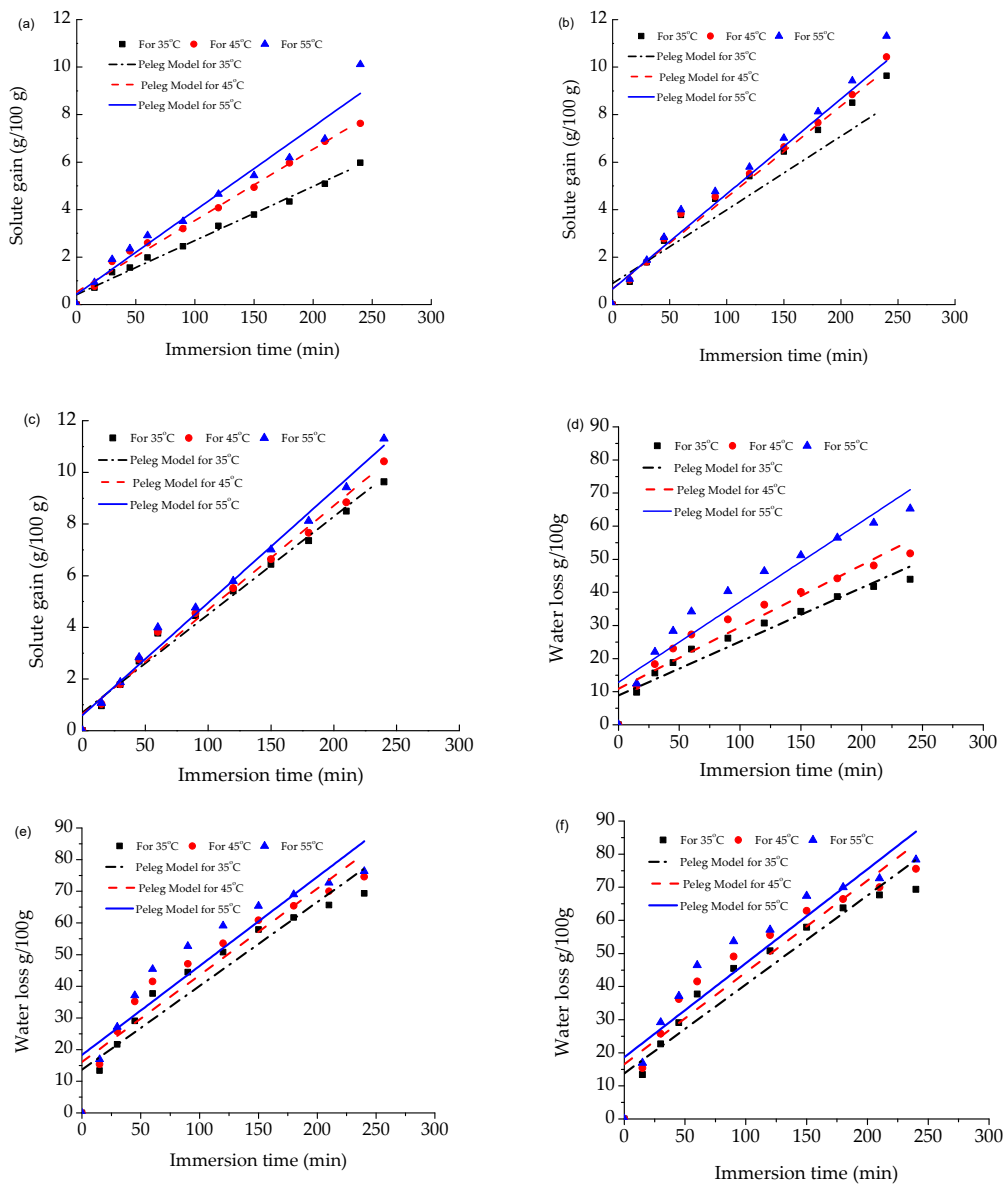 (a)
12
10
8
6
4
2
0
For 35°C For 45°C For 55°C
Peleg Model for 35°C
Peleg Model for 45°C
Peleg Model for 55°C
Solute gain (g/100 g)
0 50 100 150 200 250 300
Immersion time (min)
(b)
12
10
8
6
4
2
0
For 35°C For 45°C For 55°C
Peleg Model for 35°C
Peleg Model for 45°C
Peleg Model for 55°C
Solute gain (g/100 g)
0 50 100 150 200 250 300
Immersion time (min)
(c)
12
10
8
6
4
2
0
For 35°C For 45°C For 55°C
Peleg Model for 35°C
Peleg Model for 45°C
Peleg Model for 55°C
Solute gain (g/100 g)
0 50 100 150 200 250 300
Immersion time (min)
(d)
90
80
70
60
50
40
30
20
10
0
For 35°C For 45°C For 55°C
Peleg Model for 35°C
Peleg Model for 45°C
Peleg Model for 55°C
Water loss g/100g
0 50 100 150 200 250 300
Immersion time (min)
(e)
90
80
70
60
50
40
30
20
10
0
For 35°C For 45°C For 55°C
Peleg Model for 35°C
Peleg Model for 45°C
Peleg Model for 55°C
Water loss g/100g
0 50 100 150 200 250 300
Immersion time (min)
(f)
90
80
70
60
50
40
30
20
10
0
For 35°C For 45°C For 55°C
Peleg Model for 35°C
Peleg Model for 45°C
Peleg Model for 55°C
Water loss g/100g
0 50 100 150 200 250 300
Immersion time (min)